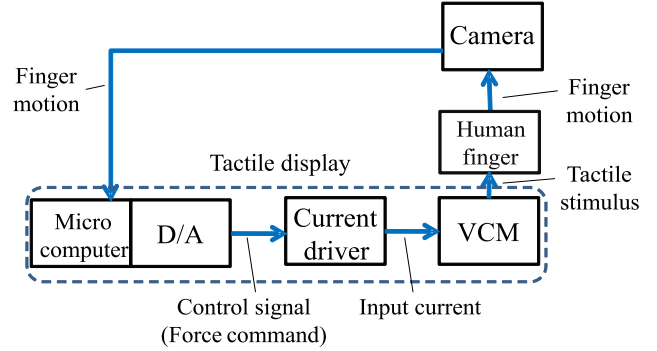 Camera
Finger
motion
Finger
motion
Human
finger
Tactile display
Tactile
stimulus
Micro
computer
D/A
Current
driver
VCM
Control signal
(Force command)
Input current